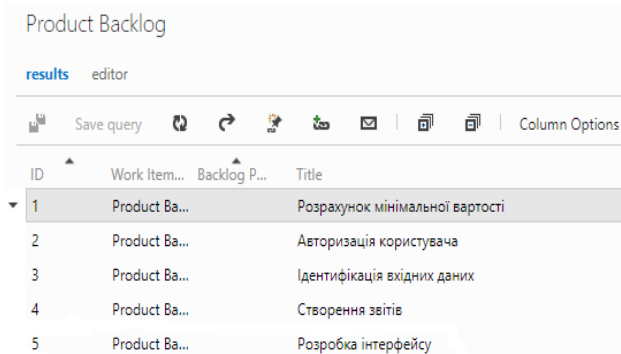 Product Backlog
results editor
Save query Column Options
ID Work Item... Backlog P... Title
1 Product Ba... Розрахунок мінімальної вартості
2 Product Ba... Авторизація користувача
3 Product Ba... Ідентифікація вхідних даних
4 Product Ba... Створення звітів
5 Product Ba... Розробка інтерфейсу